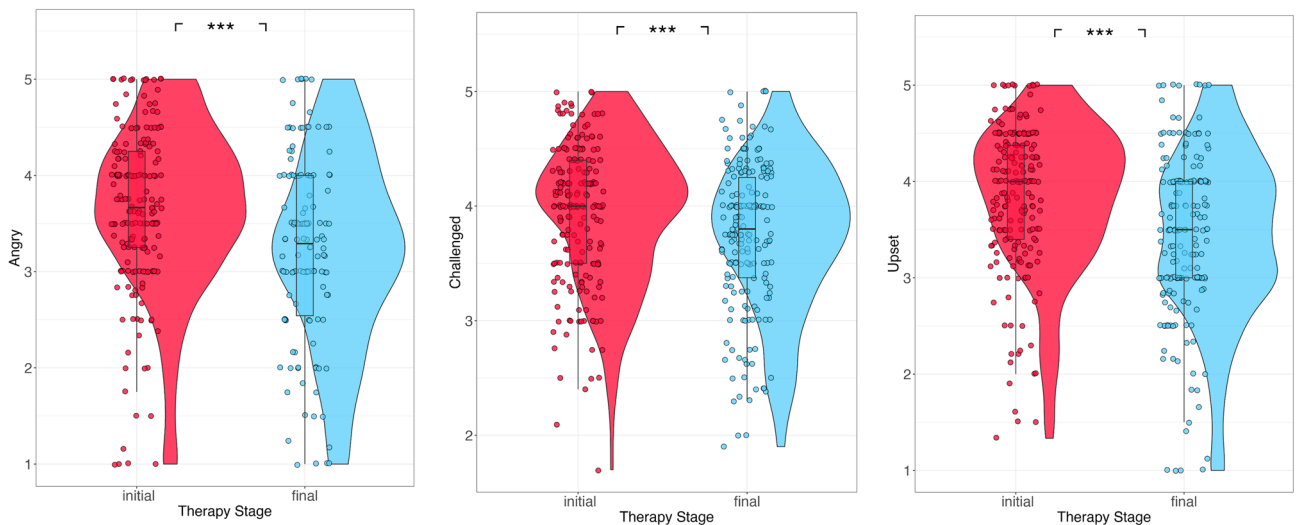 ***
Angry
5
4
3
2
1
initial
final
Therapy Stage
***
Challenged
5
4
3
2
initial
final
Therapy Stage
***
Upset
5
4
3
2
1
initial
final
Therapy Stage